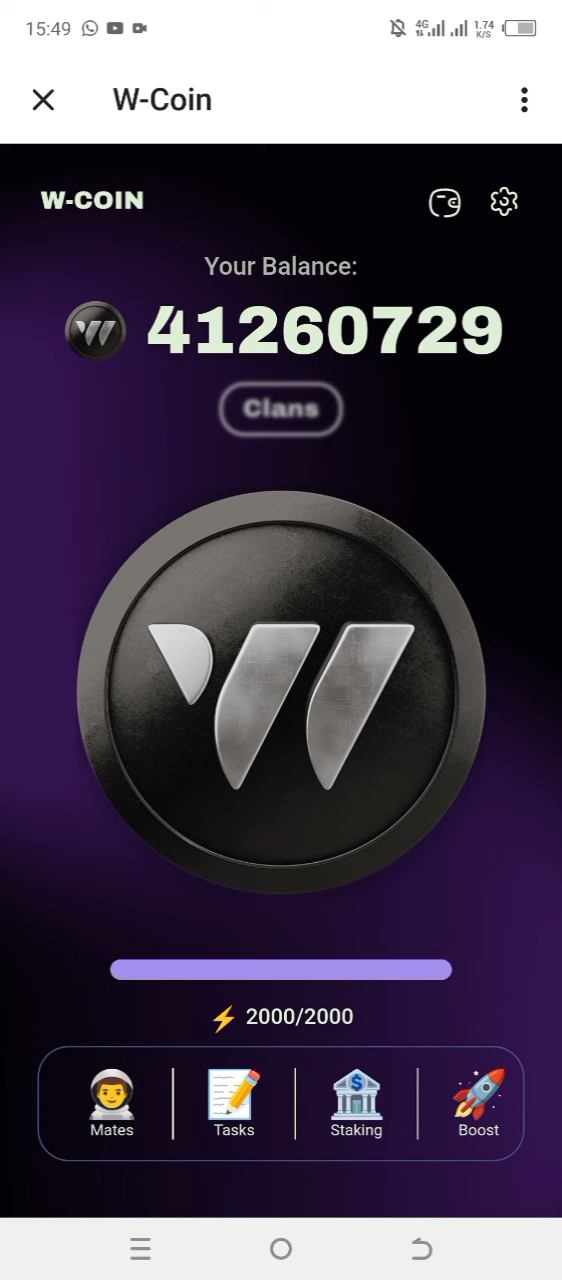 15:49 4G 1.74 K/S
W-Coin
W-COIN
Your Balance:
41260729
Clans
2000/2000
Mates Tasks Staking Boost